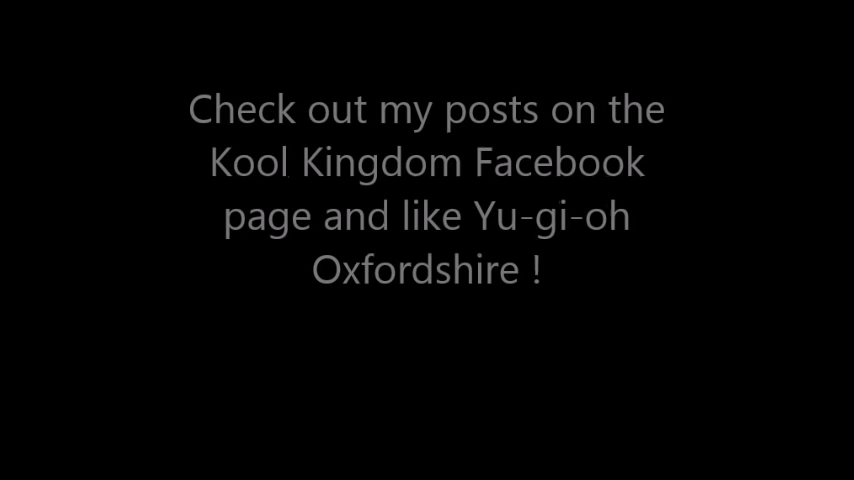 Check out my posts on the
Kool Kingdom Facebook
page and like Yu-gi-oh
Oxfordshire !